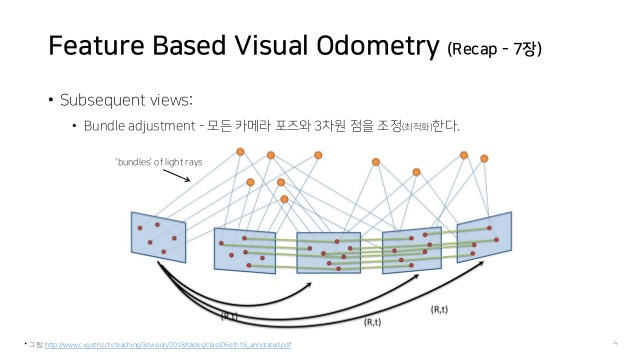 Feature Based Visual Odometry (Recap - 7장)
• Subsequent views:
• Bundle adjustment - 모든 카메라 포즈와 3차원 점을 조정(최적화)한다.
'bundles' of light rays
(R,t)
(R,t)
(R,t)
• 그림: http://www.cvg.ethz.ch/teaching/3dvision/2018/slides/class06eth18_annotated.pdf
4